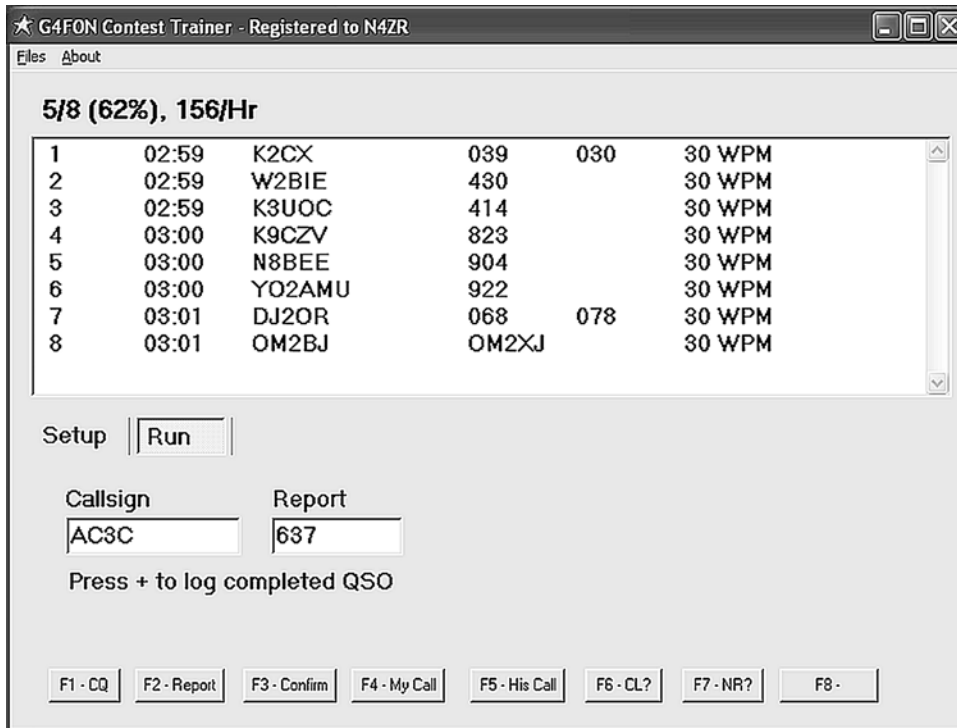 G4FON Contest Trainer - Registered to N4ZR
Files About
5/8 (62%), 156/Hr
1 02:59 K2CX 039 030 30 WPM
2 02:59 W2BIE 430 30 WPM
3 02:59 K3UOC 414 30 WPM
4 03:00 K9CZV 823 30 WPM
5 03:00 N8BEE 904 30 WPM
6 03:00 YO2AMU 922 30 WPM
7 03:01 DJ2OR 068 078 30 WPM
8 03:01 OM2BJ OM2XJ 30 WPM
Setup Run
Callsign Report
AC3C 637
Press + to log completed QSO
F1 - CQ F2 - Report F3 - Confirm F4 - My Call F5 - His Call F6 - CL? F7 - NR? F8 -